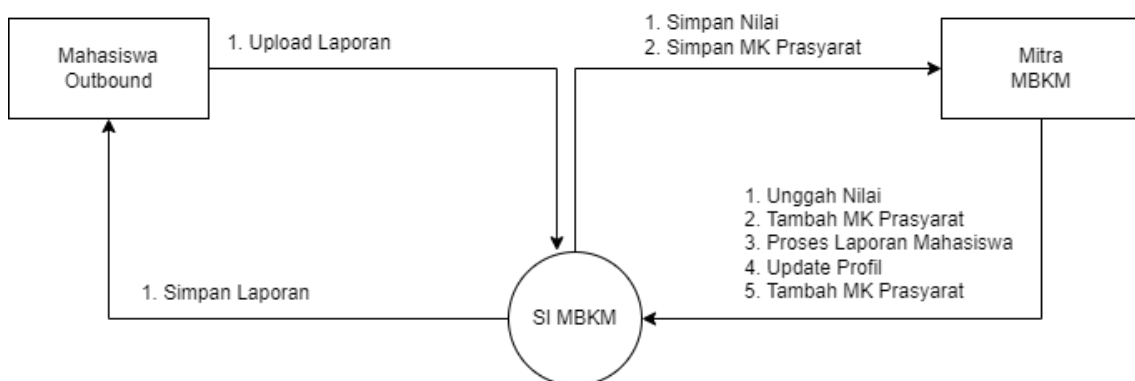 Mahasiswa
Outbound
1. Upload Laporan
1. Simpan Nilai
2. Simpan MK Prasyarat
Mitra
MBKM
1. Unggah Nilai
2. Tambah MK Prasyarat
3. Proses Laporan Mahasiswa
4. Update Profil
5. Tambah MK Prasyarat
1. Simpan Laporan
SI MBKM